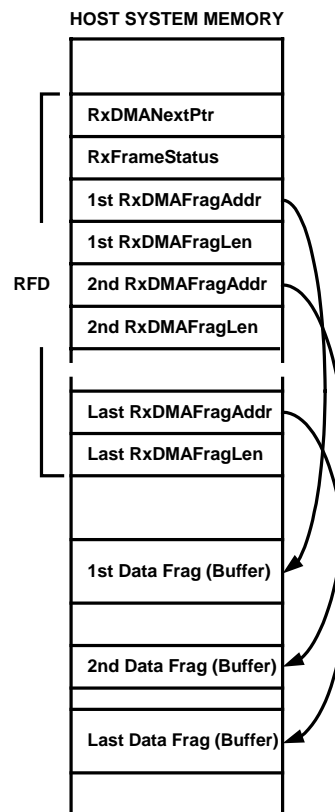 HOST SYSTEM MEMORY
RxDMANextPtr
RxFrameStatus
1st RxDMAFragAddr
1st RxDMAFragLen
RFD
2nd RxDMAFragAddr
2nd RxDMAFragLen
Last RxDMAFragAddr
Last RxDMAFragLen
1st Data Frag (Buffer)
2nd Data Frag (Buffer)
Last Data Frag (Buffer)